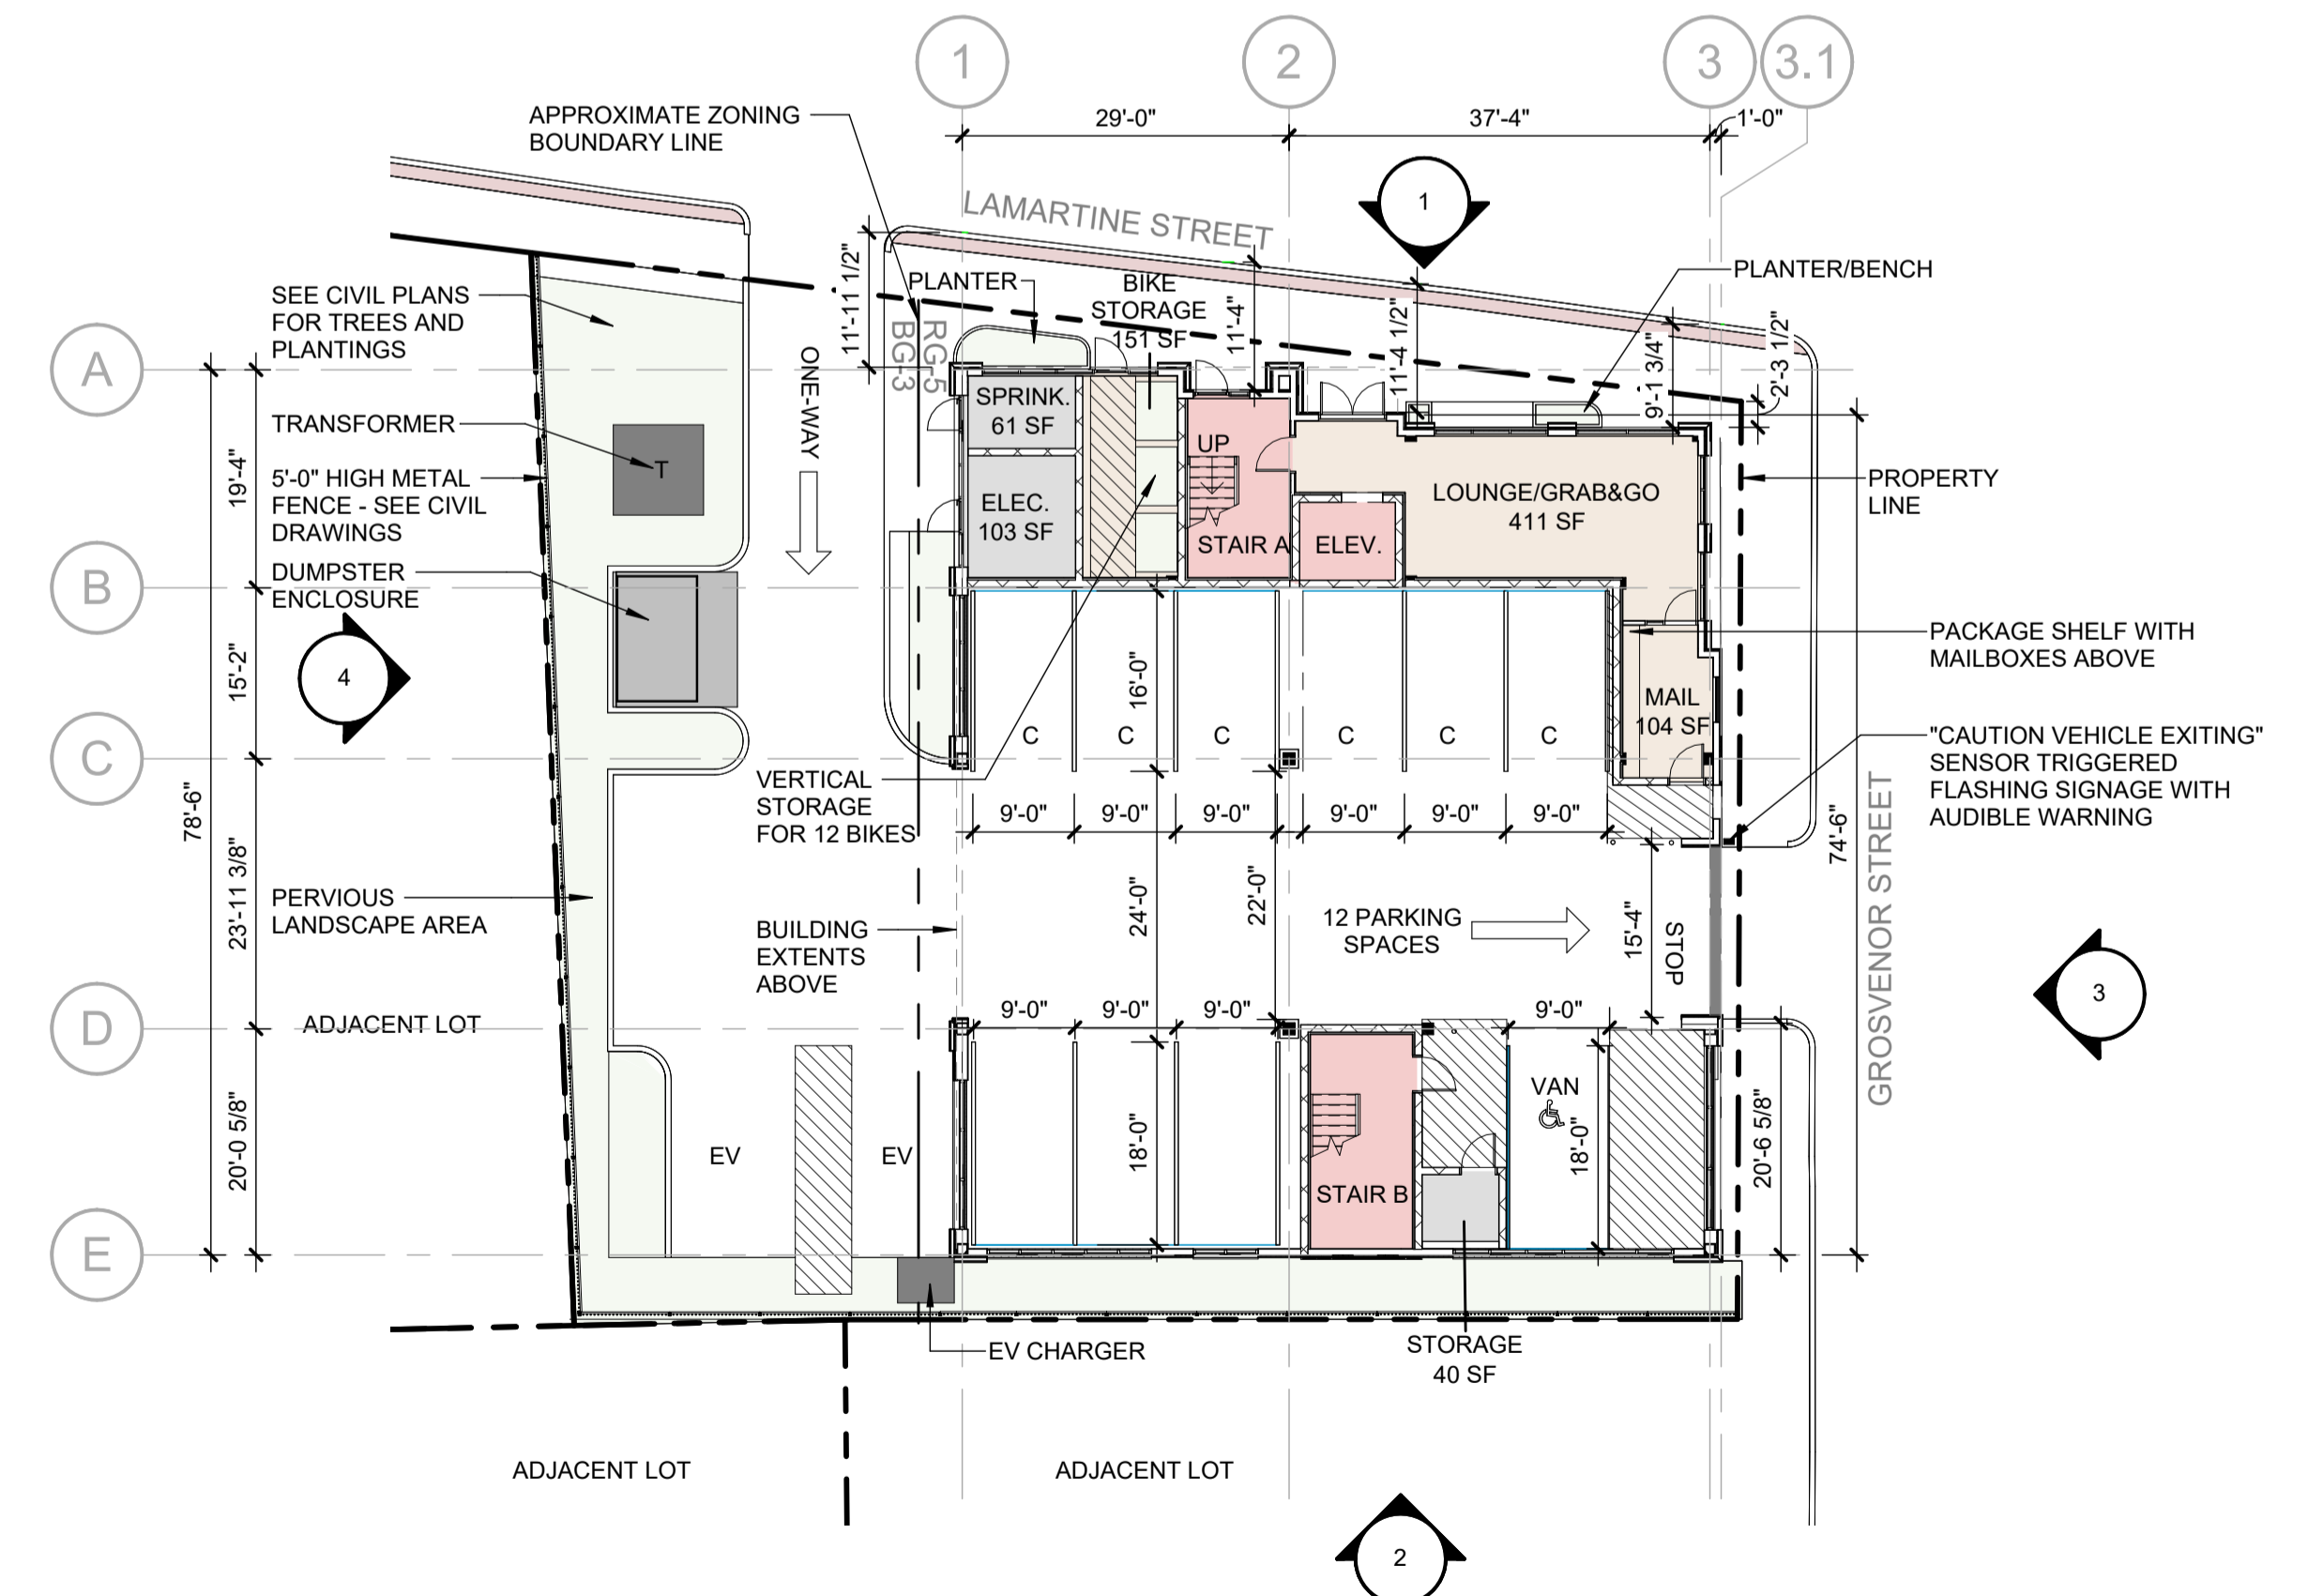 1
2
3
3.1
APPROXIMATE ZONING
BOUNDARY LINE
29'-0"
37'-4"
1'-0"
LAMARTINE STREET
1
PLANTER/BENCH
SEE CIVIL PLANS
FOR TREES AND
PLANTINGS
11'-11 1/2"
PLANTER
BIKE
STORAGE
151 SF
11'-4"
11'-4 1/2"
9'-1 3/4"
2'-3 1/2"
RG-5
BG-3
A
ONE-WAY
TRANSFORMER
T
SPRINK.
61 SF
UP
5'-0" HIGH METAL
FENCE - SEE CIVIL
DRAWINGS
19'-4"
ELEC.
103 SF
STAIR A
ELEV.
LOUNGE/GRAB&GO
411 SF
PROPERTY
LINE
B
DUMPSTER
ENCLOSURE
4
15'-2"
16'-0"
PACKAGE SHELF WITH
MAILBOXES ABOVE
MAIL
104 SF
C
C
C
C
C
C
C
"CAUTION VEHICLE EXITING"
SENSOR TRIGGERED
FLASHING SIGNAGE WITH
AUDIBLE WARNING
VERTICAL
STORAGE
FOR 12 BIKES
78'-6"
9'-0"
9'-0"
9'-0"
9'-0"
9'-0"
9'-0"
74'-6"
GROSVENOR STREET
PERVIOUS
LANDSCAPE AREA
23'-11 3/8"
BUILDING
EXTENTS
ABOVE
24'-0"
22'-0"
12 PARKING
SPACES
15'-4"
STOP
3
D
ADJACENT LOT
9'-0"
9'-0"
9'-0"
9'-0"
20'-0 5/8"
EV
EV
18'-0"
STAIR B
VAN
18'-0"
20'-6 5/8"
E
EV CHARGER
STORAGE
40 SF
ADJACENT LOT
ADJACENT LOT
2